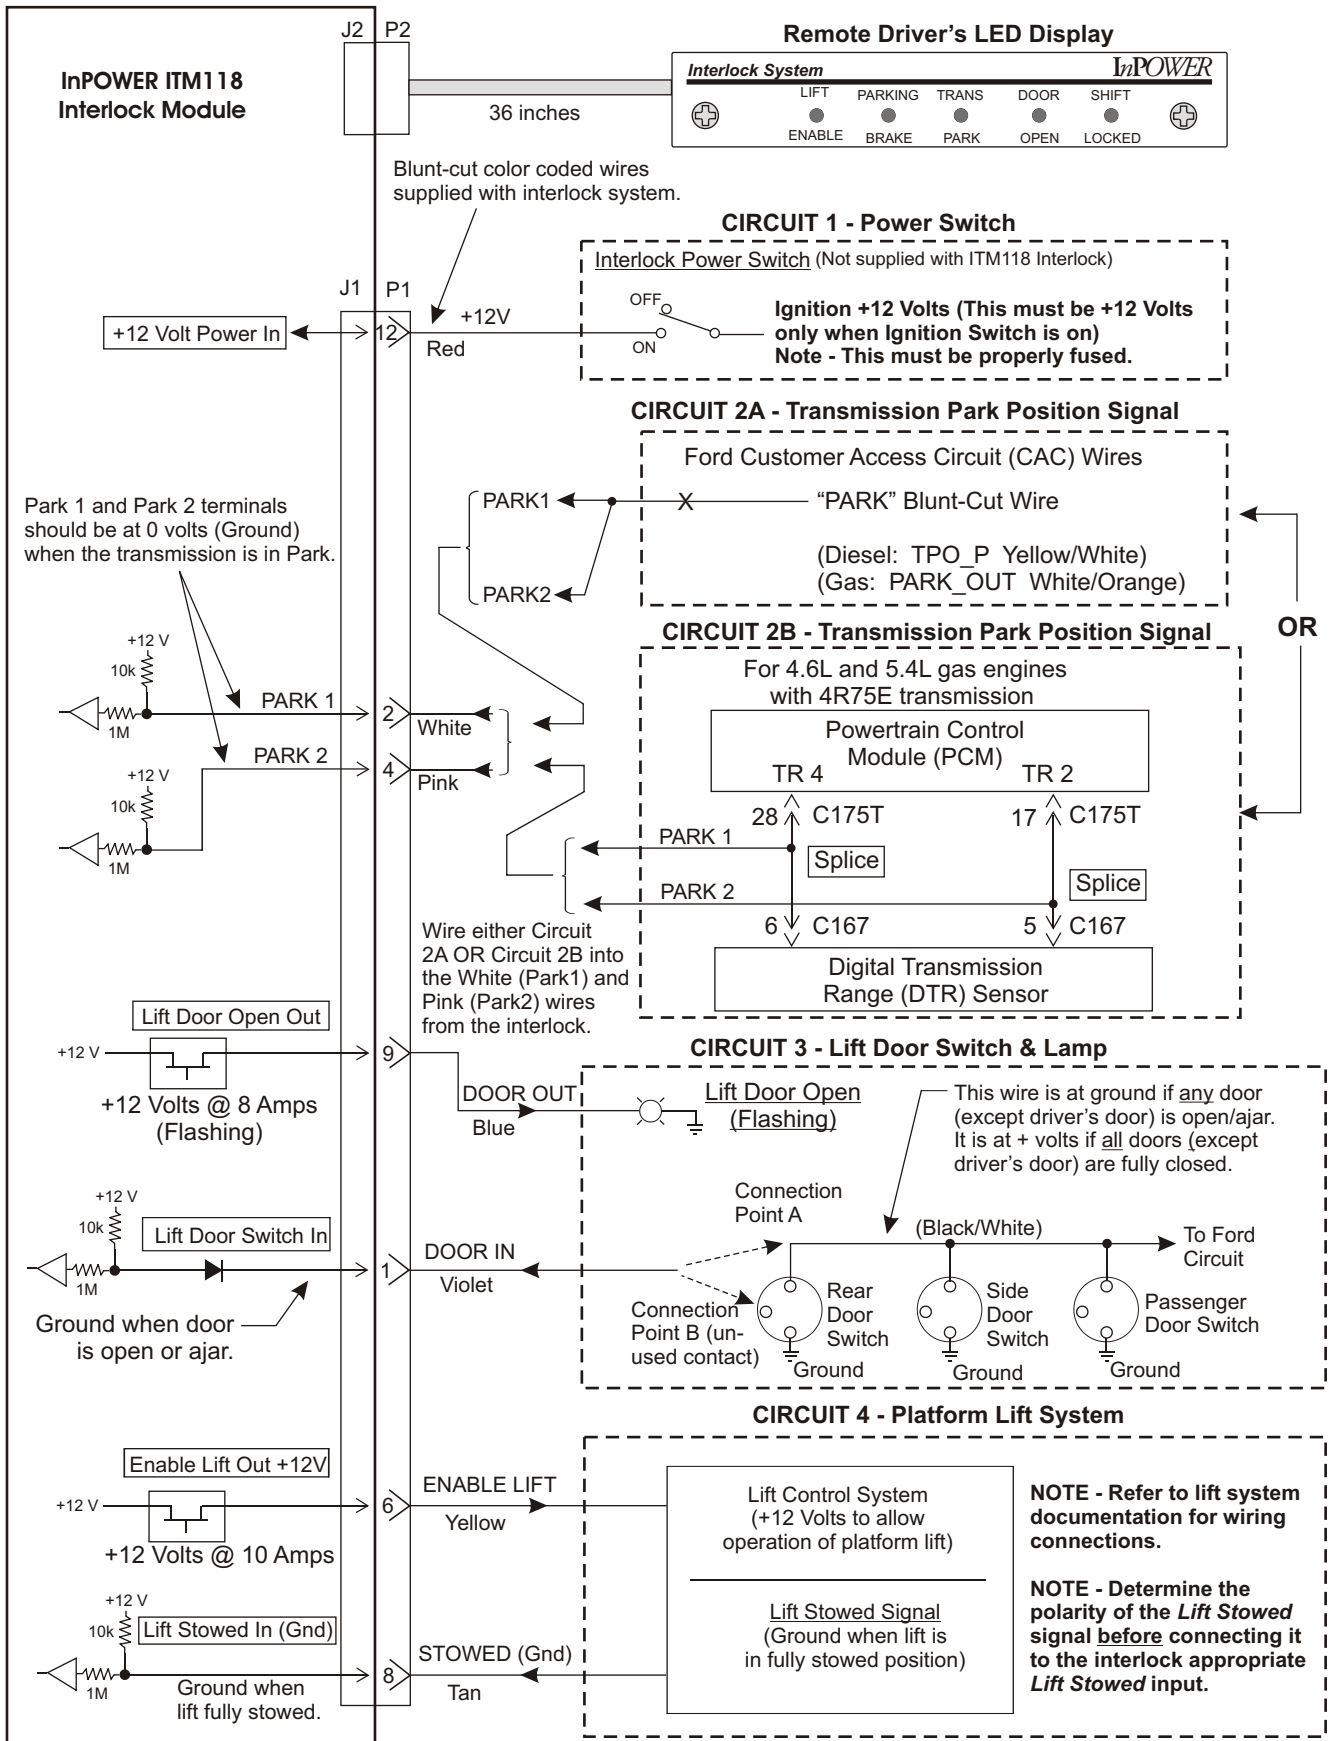 J2 P2
InPOWER ITM118
Interlock Module
36 inches
Remote Driver's LED Display
Interlock System
InPOWER
LIFT PARKING TRANS DOOR SHIFT
ENABLE BRAKE PARK OPEN LOCKED
Blunt-cut color coded wires
supplied with interlock system.
CIRCUIT 1 - Power Switch
Interlock Power Switch (Not supplied with ITM118 Interlock)
OFF
ON
Ignition +12 Volts (This must be +12 Volts
only when Ignition Switch is on)
Note - This must be properly fused.
J1 P1
+12 Volt Power In
12
+12V
Red
CIRCUIT 2A - Transmission Park Position Signal
Ford Customer Access Circuit (CAC) Wires
PARK1
X
“PARK” Blunt-Cut Wire
PARK2
(Diesel: TPO_P Yellow/White)
(Gas: PARK_OUT White/Orange)
Park 1 and Park 2 terminals
should be at 0 volts (Ground)
when the transmission is in Park.
OR
CIRCUIT 2B - Transmission Park Position Signal
For 4.6L and 5.4L gas engines
with 4R75E transmission
Powertrain Control
Module (PCM)
TR 4
TR 2
28 C175T
17 C175T
PARK 1
Splice
PARK 2
Splice
6 C167
5 C167
Digital Transmission
Range (DTR) Sensor
+12 V
10k
1M
PARK 1
2
White
+12 V
10k
1M
PARK 2
4
Pink
Wire either Circuit
2A OR Circuit 2B into
the White (Park1) and
Pink (Park2) wires
from the interlock.
Lift Door Open Out
+12 V
9
+12 Volts @ 8 Amps
(Flashing)
CIRCUIT 3 - Lift Door Switch & Lamp
DOOR OUT
Blue
Lift Door Open
(Flashing)
This wire is at ground if any door
(except driver's door) is open/ajar.
It is at + volts if all doors (except
driver's door) are fully closed.
+12 V
10k
1M
Lift Door Switch In
1
Ground when door
is open or ajar.
DOOR IN
Violet
Connection
Point A
(Black/White)
To Ford
Circuit
Connection
Point B (un-
used contact)
Rear
Door
Switch
Side
Door
Switch
Passenger
Door Switch
Ground
Ground
Ground
CIRCUIT 4 - Platform Lift System
Enable Lift Out +12V
+12 V
6
+12 Volts @ 10 Amps
ENABLE LIFT
Yellow
Lift Control System
(+12 Volts to allow
operation of platform lift)
Lift Stowed Signal
(Ground when lift is
in fully stowed position)
NOTE - Refer to lift system
documentation for wiring
connections.
NOTE - Determine the
polarity of the Lift Stowed
signal before connecting it
to the interlock appropriate
Lift Stowed input.
+12 V
10k
1M
Lift Stowed In (Gnd)
8
Ground when
lift fully stowed.
STOWED (Gnd)
Tan